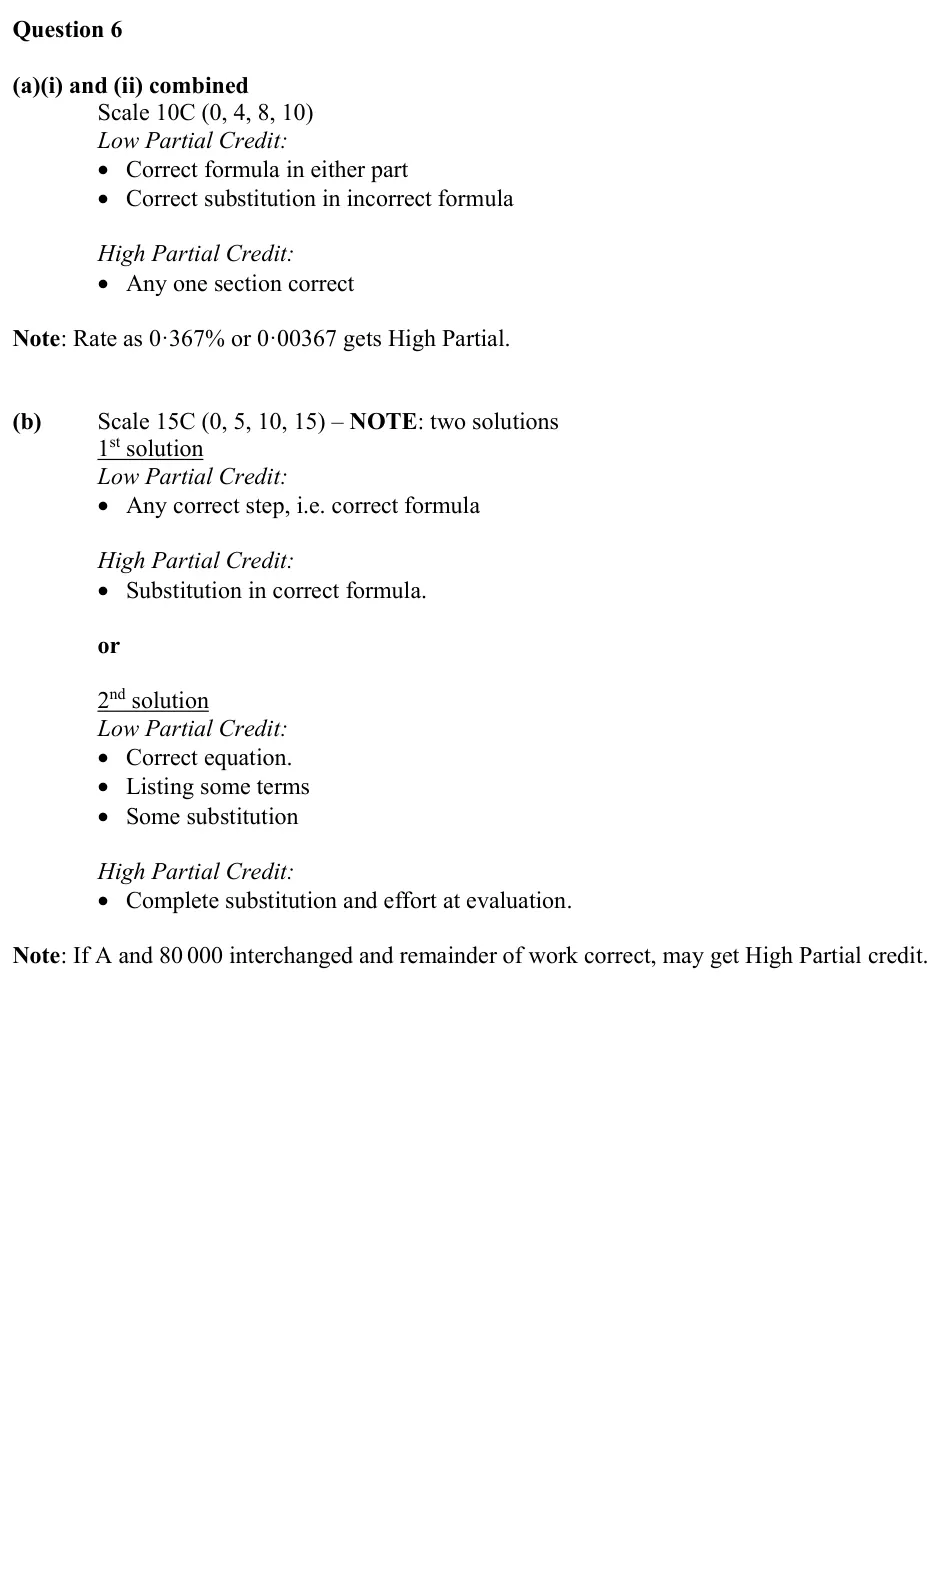 Question 6
(a)(i) and (ii) combined
Scale 10C (0, 4, 8, 10)
Low Partial Credit:
• Correct formula in either part
• Correct substitution in incorrect formula
High Partial Credit:
• Any one section correct
Note: Rate as 0·367% or 0·00367 gets High Partial.
(b) Scale 15C (0, 5, 10, 15) – NOTE: two solutions
1st solution
Low Partial Credit:
• Any correct step, i.e. correct formula
High Partial Credit:
• Substitution in correct formula.
or
2nd solution
Low Partial Credit:
• Correct equation.
• Listing some terms
• Some substitution
High Partial Credit:
• Complete substitution and effort at evaluation.
Note: If A and 80 000 interchanged and remainder of work correct, may get High Partial credit.